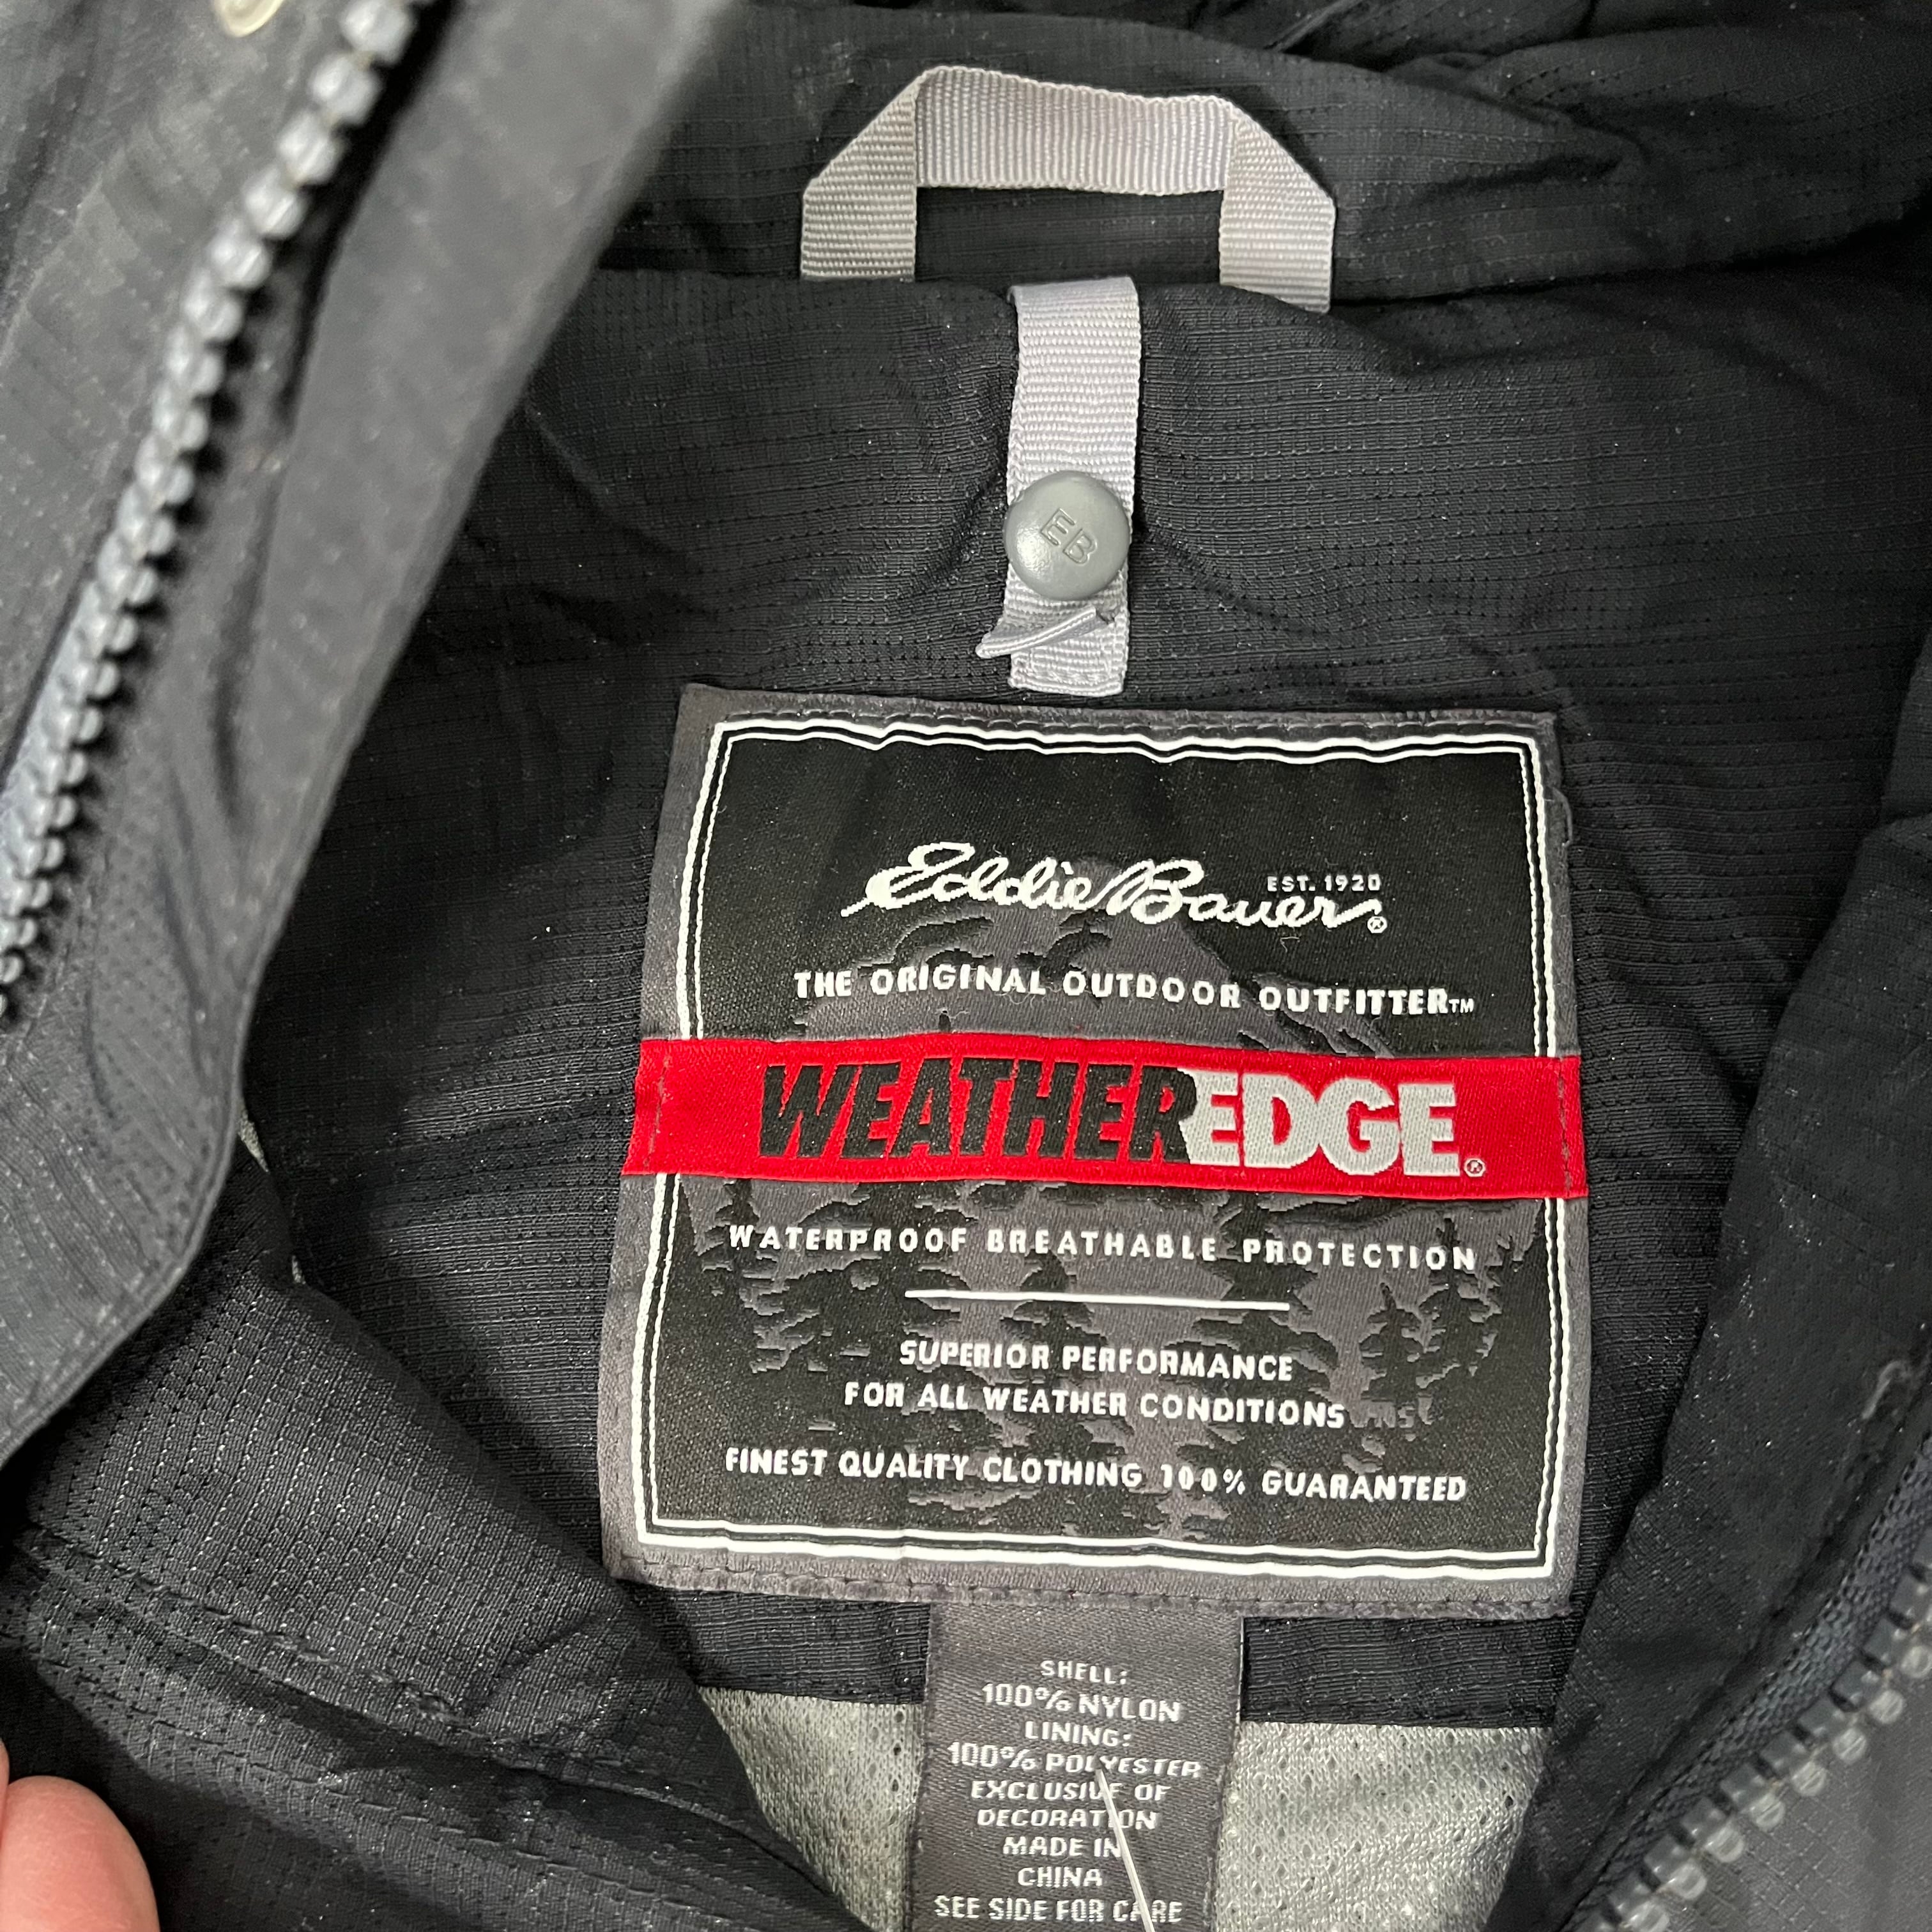 EB
Eddie Bauer®
EST. 1920
THE ORIGINAL OUTDOOR OUTFITTER™
WEATHEREDGE®
WATERPROOF BREATHABLE PROTECTION
SUPERIOR PERFORMANCE
FOR ALL WEATHER CONDITIONS
FINEST QUALITY CLOTHING 100% GUARANTEED
SHELL:
100% NYLON
LINING:
100% POLYESTER
EXCLUSIVE OF
DECORATION
MADE IN
CHINA
SEE SIDE FOR CARE